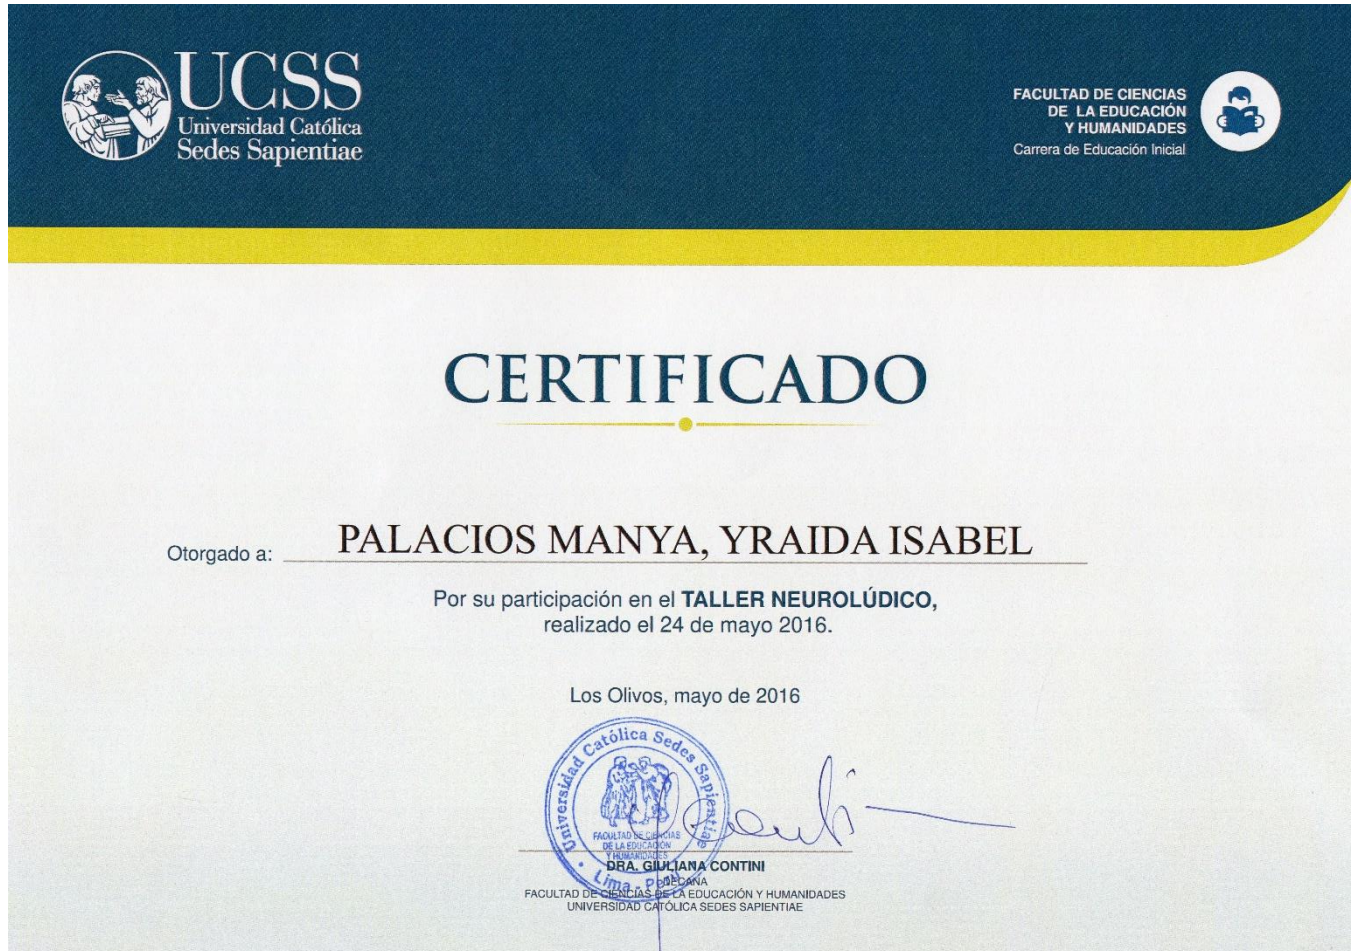 UCSS
Universidad Católica
Sedes Sapientiae
FACULTAD DE CIENCIAS
DE LA EDUCACIÓN
Y HUMANIDADES
Carrera de Educación Inicial
CERTIFICADO
Otorgado a: PALACIOS MANYA, YRAIDA ISABEL
Por su participación en el TALLER NEUROLÚDICO,
realizado el 24 de mayo 2016.
Los Olivos, mayo de 2016
Universidad Católica Sedes Sapientiae
FACULTAD DE CIENCIAS
DE LA EDUCACIÓN
Y HUMANIDADES
Lima - Perú
DRA. GIULIANA CONTINI
DECANA
FACULTAD DE CIENCIAS DE LA EDUCACIÓN Y HUMANIDADES
UNIVERSIDAD CATÓLICA SEDES SAPIENTIAE